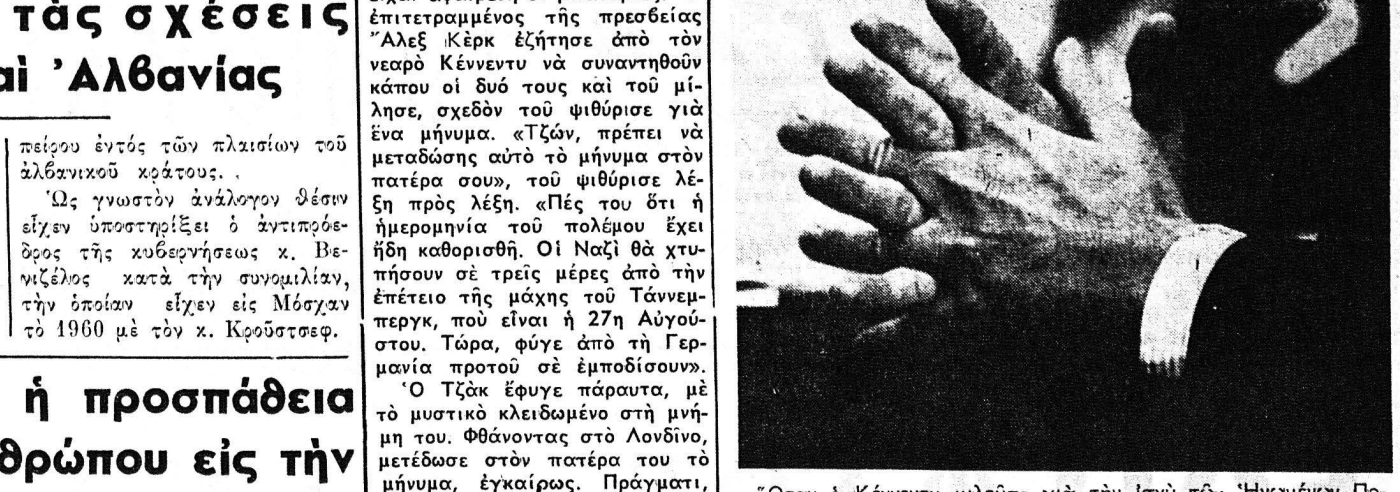 τὰς σχέσεις
αὶ Ἀλβανίας
πείρου ἐντός τῶν πλαισίων τοῦ
ἀλβανικοῦ κράτους.
Ὡς γνωστὸν ἀνάλογον θέσιν
εἶχεν ὑποστηρίξει ὁ ἀντιπρόε-
δρος τῆς κυβερνήσεως κ. Βε-
νιζέλος κατὰ τὴν συνομιλίαν,
τὴν ὁποίαν εἶχεν εἰς Μόσχαν
τὸ 1960 μὲ τὸν κ. Κροῦστσεφ.
ἡ προσπάθεια
θρώπου εἰς τὴν
ἐπιτετραμμένος τῆς πρεσβείας
Ἄλεξ Κὲρκ ἐζήτησε ἀπὸ τὸν
νεαρὸ Κέννεντυ νὰ συναντηθοῦν
κάπου οἱ δυό τους καὶ τοῦ μί-
λησε, σχεδὸν τοῦ ψιθύρισε γιὰ
ἕνα μήνυμα. «Τζών, πρέπει νὰ
μεταδώσης αὐτὸ τὸ μήνυμα στὸν
πατέρα σου», τοῦ ψιθύρισε λέ-
ξη πρὸς λέξη. «Πές του ὅτι ἡ
ἡμερομηνία τοῦ πολέμου ἔχει
ἤδη καθορισθῆ. Οἱ Ναζὶ θὰ χτυ-
πήσουν σὲ τρεῖς μέρες ἀπὸ τὴν
ἐπέτειο τῆς μάχης τοῦ Τάννεμ-
περγκ, ποὺ εἶναι ἡ 27η Αὐγού-
στου. Τώρα, φύγε ἀπὸ τὴ Γερ-
μανία προτοῦ σὲ ἐμποδίσουν».
Ὁ Τζὰκ ἔφυγε πάραυτα, μὲ
τὸ μυστικὸ κλειδωμένο στὴ μνή-
μη του. Φθάνοντας στὸ Λονδῖνο,
μετέδωσε στὸν πατέρα του τὸ
μήνυμα, ἐγκαίρως. Πράγματι,